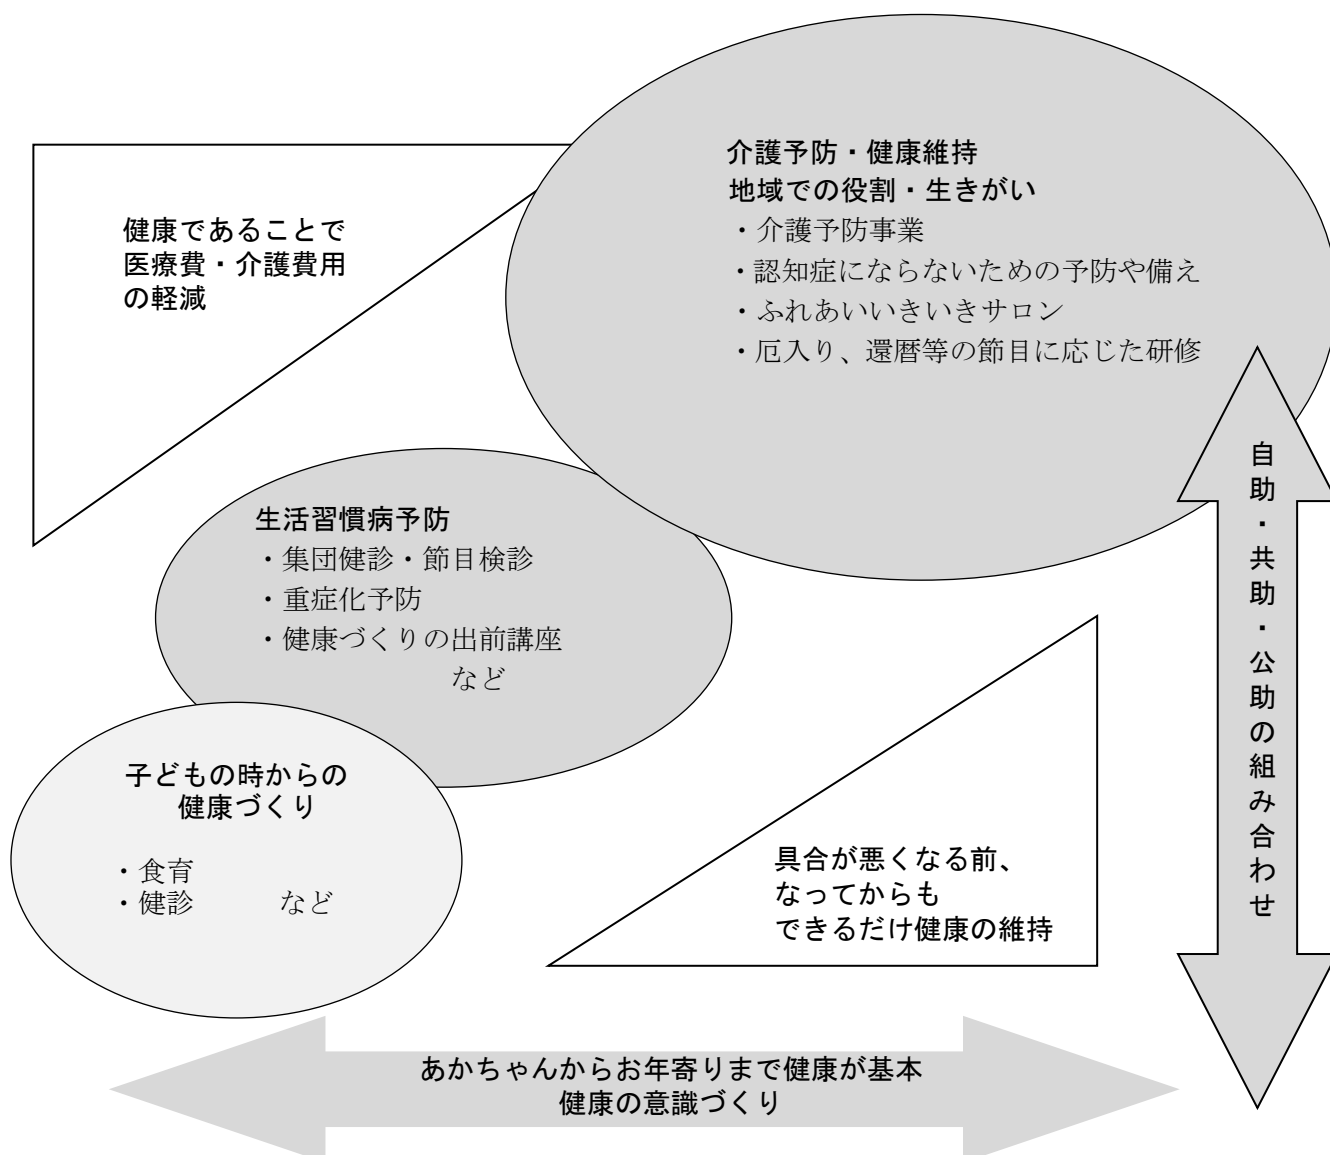 介護予防・健康維持
地域での役割・生きがい
・介護予防事業
・認知症にならないための予防や備え
・ふれあいいきいきサロン
・厄入り、還暦等の節目に応じた研修
健康であることで
医療費・介護費用
の軽減
生活習慣病予防
・集団健診・節目検診
・重症化予防
・健康づくりの出前講座
など
子どもの時からの
健康づくり
・食育
・健診　　　など
具合が悪くなる前、
なってからも
できるだけ健康の維持
自助・共助・公助の組み合わせ
あかちゃんからお年寄りまで健康が基本
健康の意識づくり